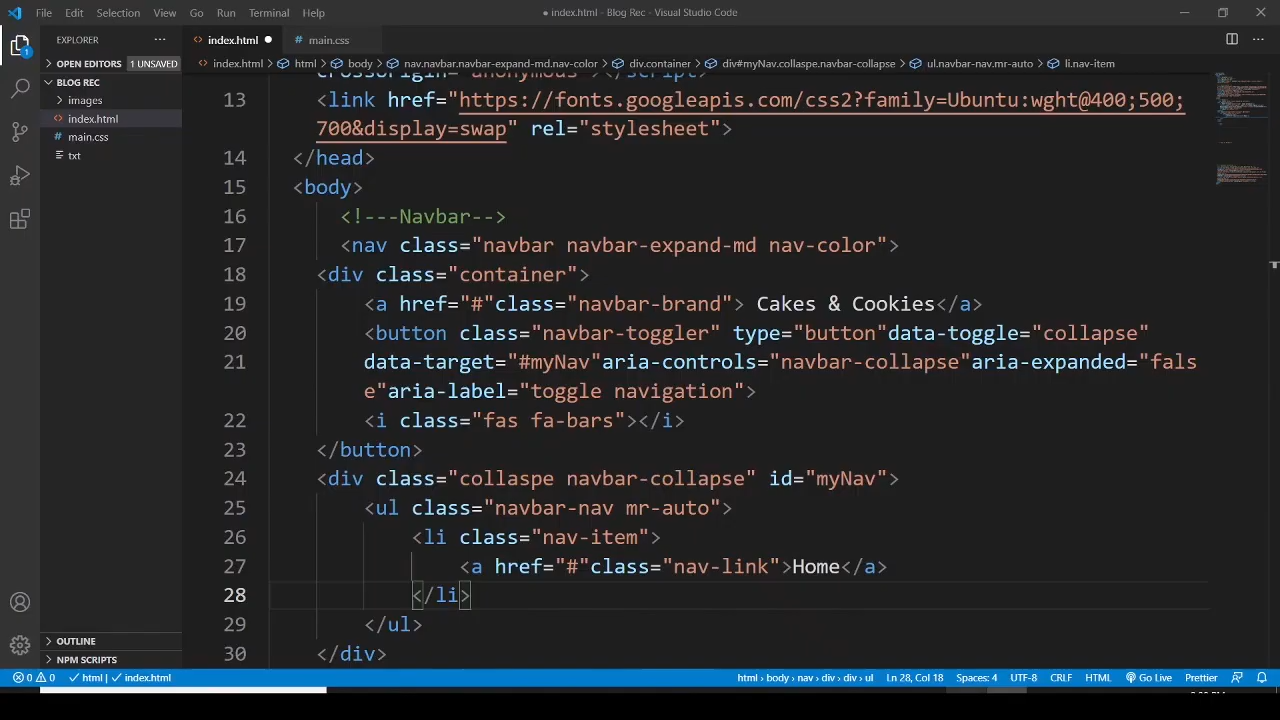 File Edit Selection View Go Run Terminal Help ● index.html - Blog Rec - Visual Studio Code
EXPLORER ... index.html ● main.css
OPEN EDITORS 1 UNSAVED
index.html > html > body > nav.navbar.navbar-expand-md.nav-color > div.container > div#myNav.collaspe.navbar-collapse > ul.navbar-nav.mr-auto > li.nav-item
BLOG REC
images
index.html
main.css
txt
1
crossorigin="anonymous"></script>
13 <link href="https://fonts.googleapis.com/css2?family=Ubuntu:wght@400;500;
700&display=swap" rel="stylesheet">
14 </head>
15 <body>
16 <!---Navbar-->
17 <nav class="navbar navbar-expand-md nav-color">
18 <div class="container">
19 <a href="#"class="navbar-brand"> Cakes & Cookies</a>
20 <button class="navbar-toggler" type="button"data-toggle="collapse"
21 data-target="#myNav"aria-controls="navbar-collapse"aria-expanded="fals
e"aria-label="toggle navigation">
22 <i class="fas fa-bars"></i>
23 </button>
24 <div class="collaspe navbar-collapse" id="myNav">
25 <ul class="navbar-nav mr-auto">
26 <li class="nav-item">
27 <a href="#"class="nav-link">Home</a>
28 </li>
29 </ul>
30 </div>
OUTLINE
NPM SCRIPTS
0 0 html | index.html html › body › nav › div › div › ul Ln 28, Col 18 Spaces: 4 UTF-8 CRLF HTML Go Live Prettier